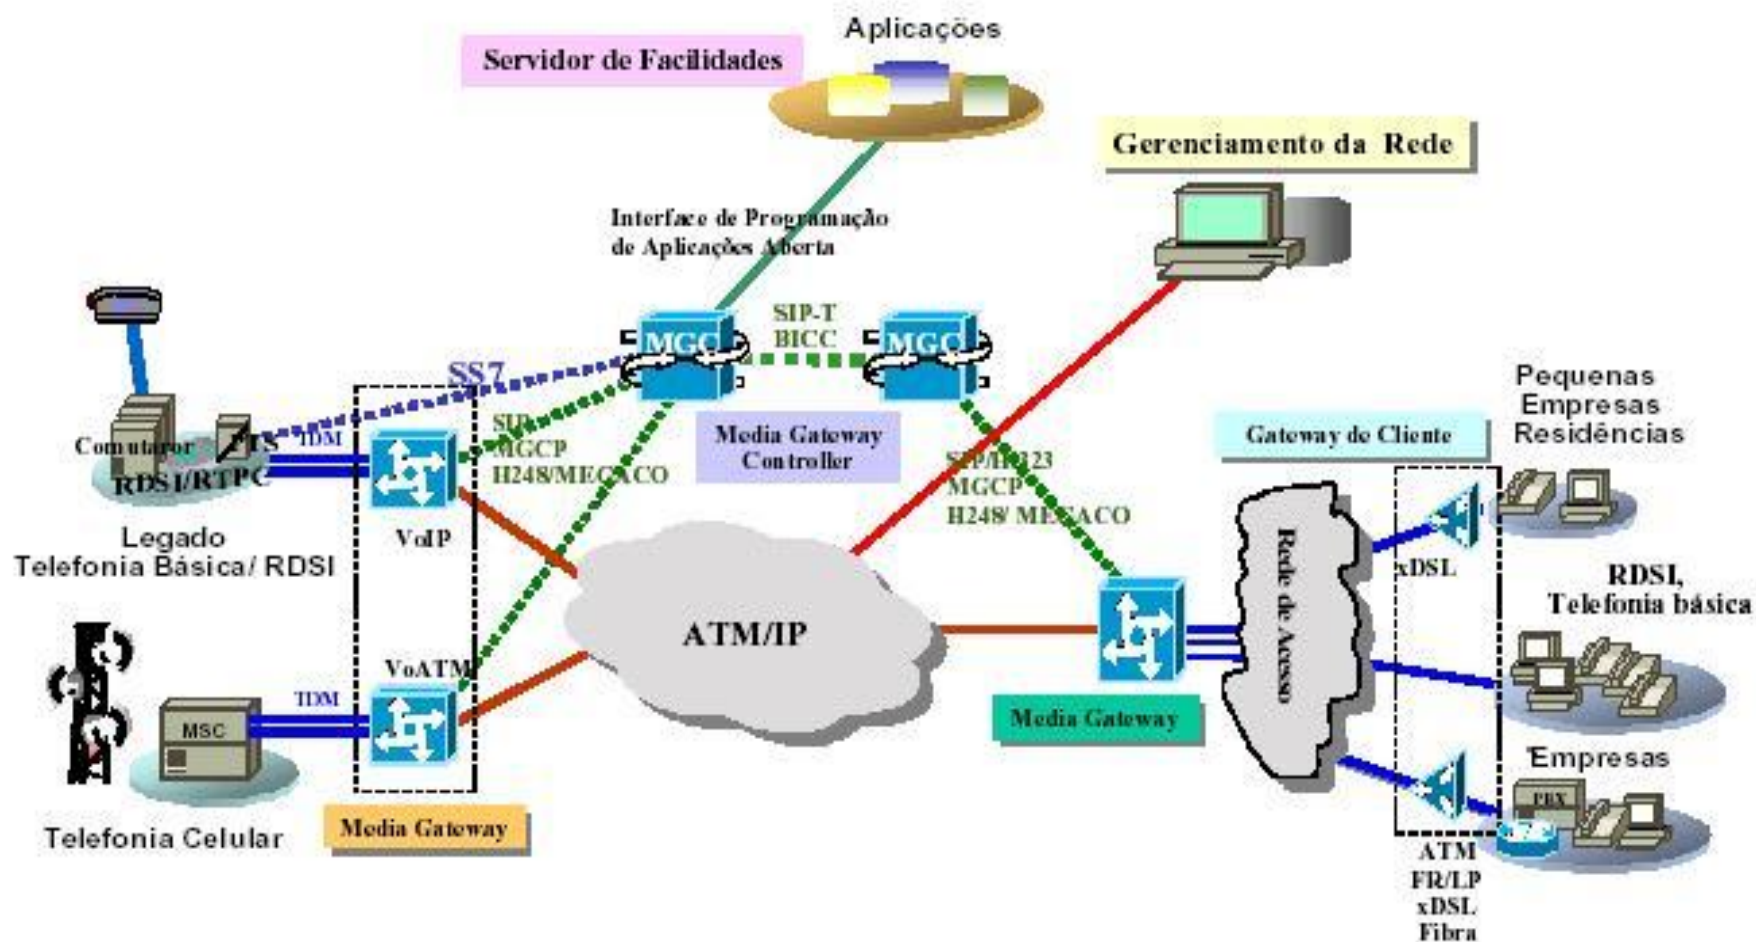 Aplicações
Servidor de Facilidades
Gerenciamento da Rede
Interface de Programação
de Aplicações Aberta
MGC
SIP-T
BICC
MGC
SS7
Comutaror
PTS
TDM
RDSI/RTPC
SIP
MGCP
H248/MEGACO
Media Gateway
Controller
SIP/H323
MGCP
H248/ MEGACO
Gateway de Cliente
Pequenas
Empresas
Residências
Legado
Telefonia Básica/ RDSI
VoIP
ATM/IP
Rede de Acesso
xDSL
RDSI,
Telefonia básica
VoATM
TDM
MSC
Media Gateway
Telefonia Celular
Media Gateway
Empresas
PBX
ATM
FR/LP
xDSL
Fibra